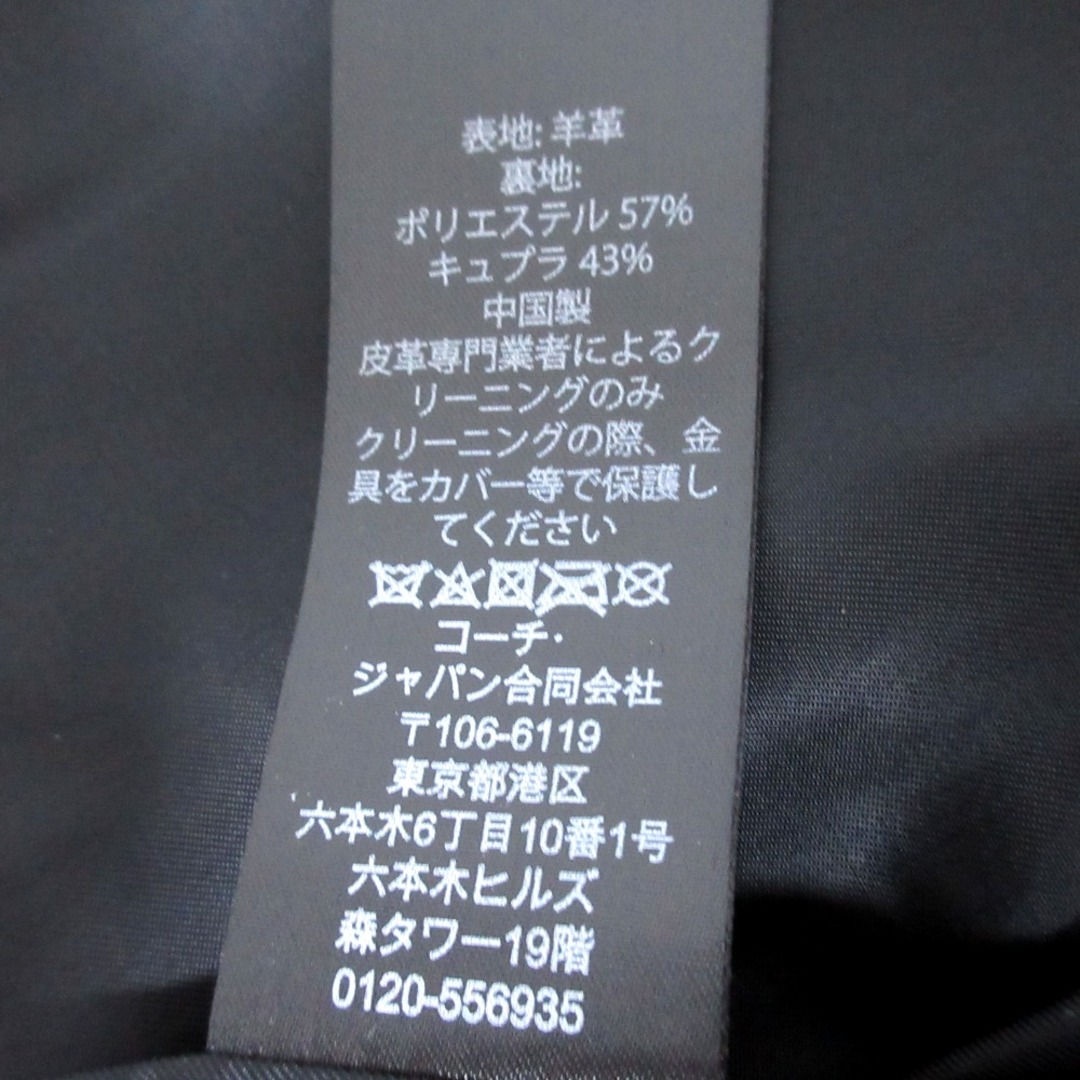 表地: 羊革
裏地:
ポリエステル 57%
キュプラ 43%
中国製
皮革専門業者によるク
リーニングのみ
クリーニングの際、金
具をカバー等で保護し
てください
コーチ·
ジャパン合同会社
〒106-6119
東京都港区
六本木6丁目10番1号
六本木ヒルズ
森タワー19階
0120-556935